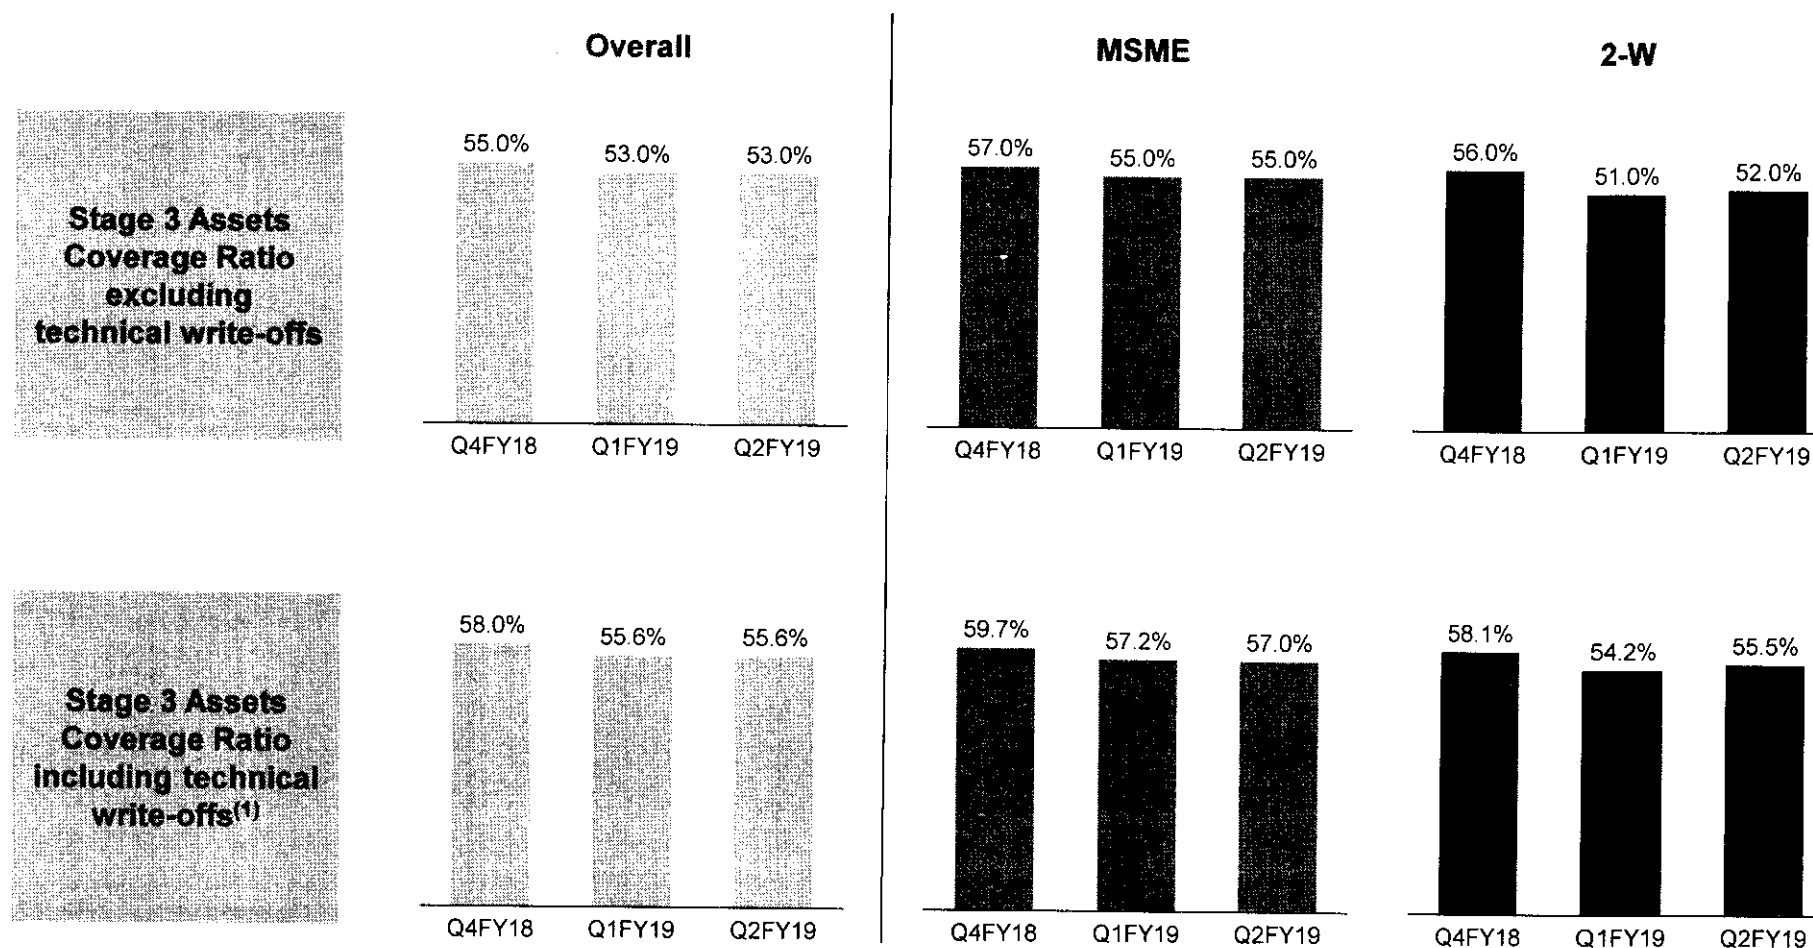 Overall
MSME
2-W
Stage 3 Assets
Coverage Ratio
excluding
technical write-offs
55.0%
53.0%
53.0%
Q4FY18
Q1FY19
Q2FY19
57.0%
55.0%
55.0%
Q4FY18
Q1FY19
Q2FY19
56.0%
51.0%
52.0%
Q4FY18
Q1FY19
Q2FY19
Stage 3 Assets
Coverage Ratio
including technical
write-offs(1)
58.0%
55.6%
55.6%
Q4FY18
Q1FY19
Q2FY19
59.7%
57.2%
57.0%
Q4FY18
Q1FY19
Q2FY19
58.1%
54.2%
55.5%
Q4FY18
Q1FY19
Q2FY19